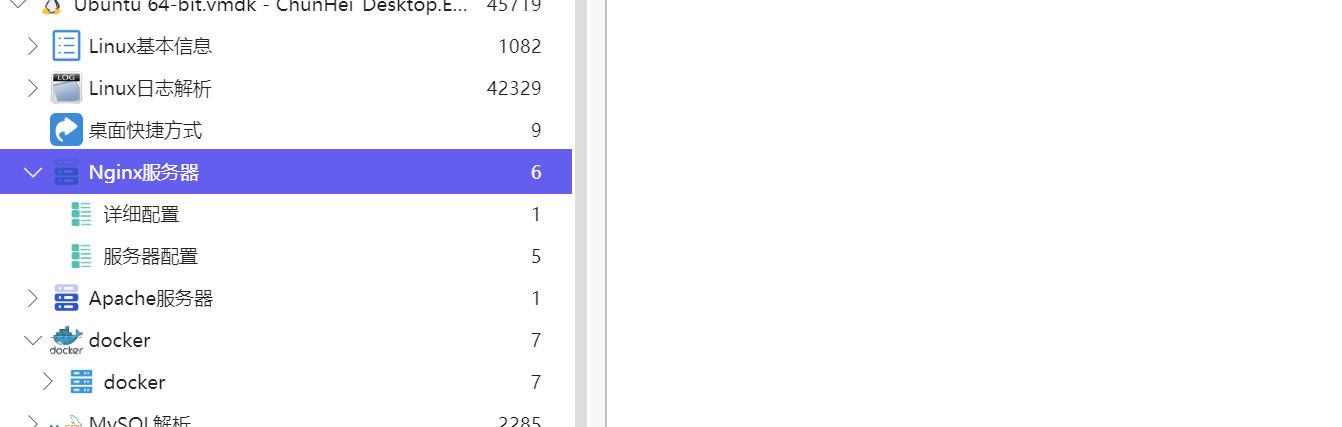 Ubuntu 64-bit.vmdk - ChunHei_Desktop.E... 45719
Linux基本信息 1082
LOG
Linux日志解析 42329
桌面快捷方式 9
Nginx服务器 6
详细配置 1
服务器配置 5
Apache服务器 1
docker
docker 7
docker 7
MySQL解析 2285